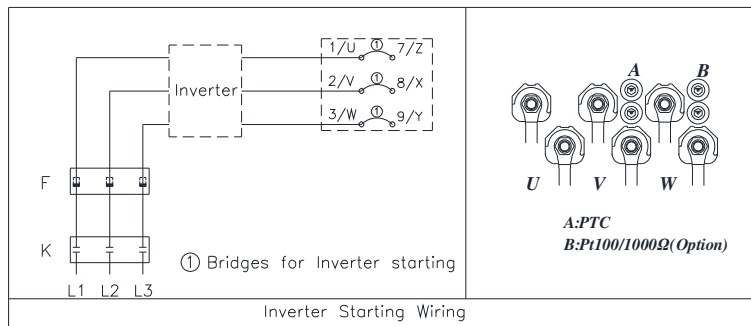 1/U ① 7/Z
Inverter
2/V ① 8/X
3/W ① 9/Y
F
K
① Bridges for Inverter starting
L1 L2 L3
A B
U V W
A:PTC
B:Pt100/1000Ω(Option)
Inverter Starting Wiring